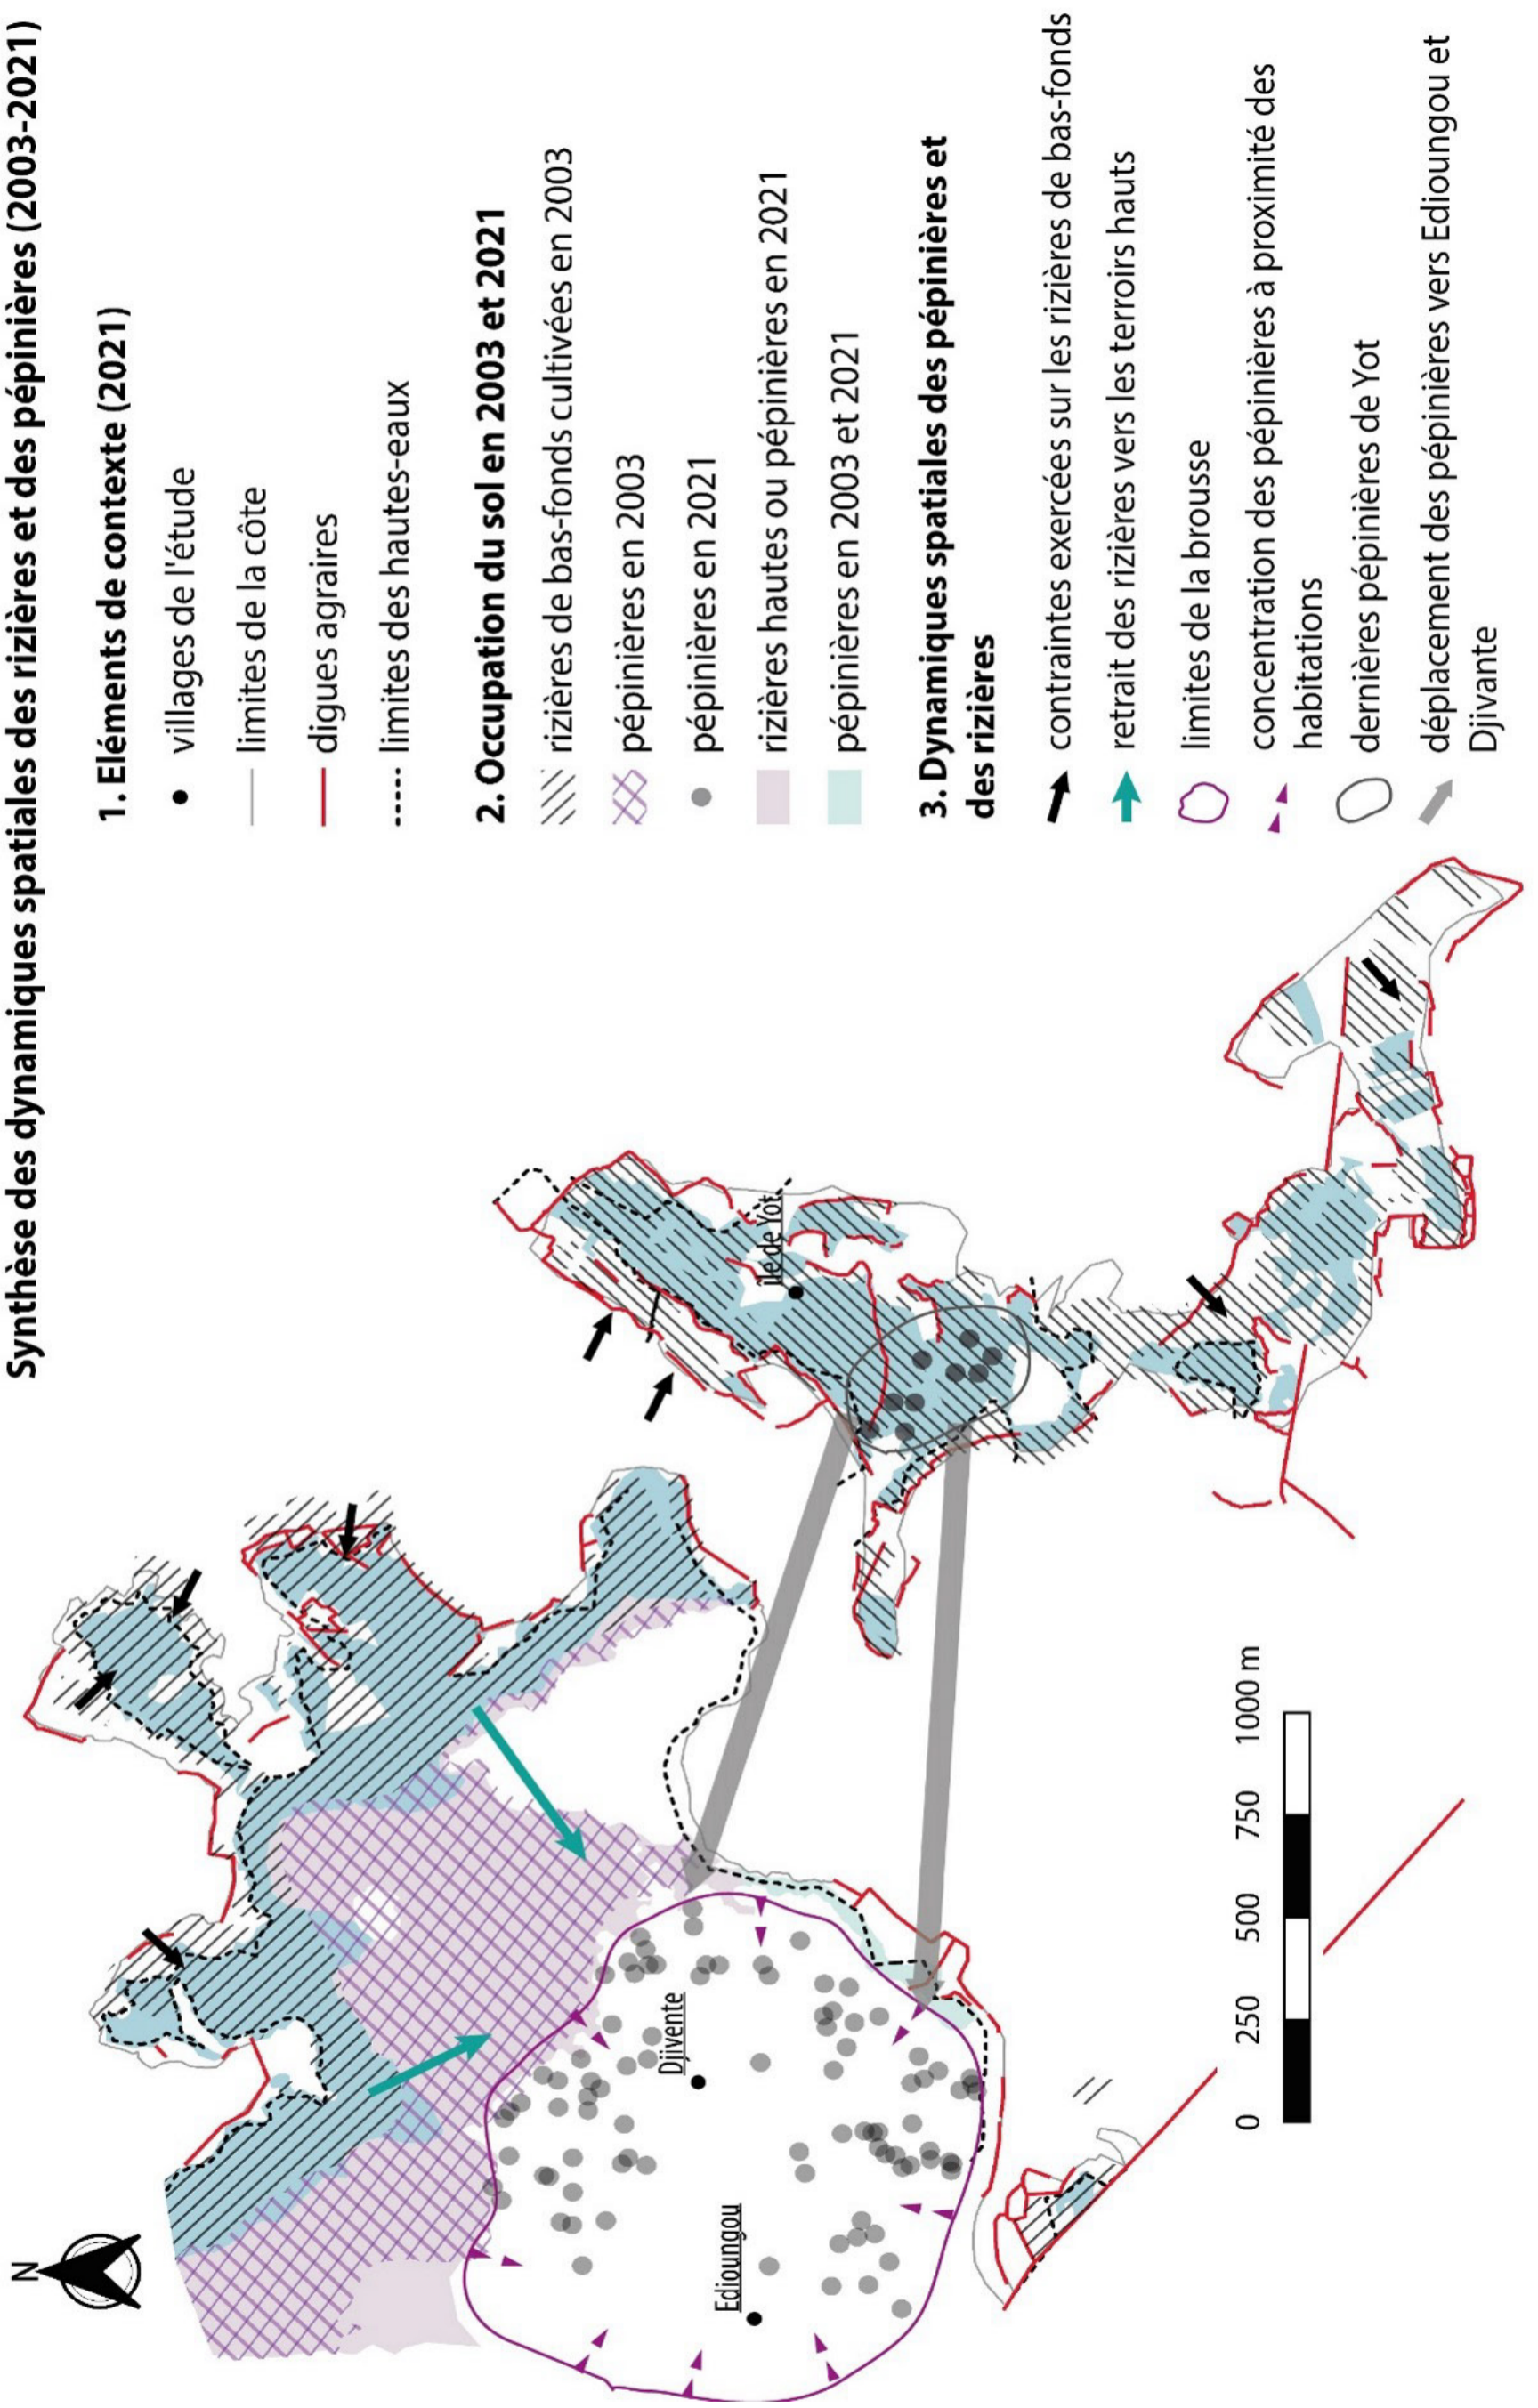 Synthèse des dynamiques spatiales des rizières et des pépinières (2003-2021)
N
Edioungou
Djivente
île de Yot
0 250 500 750 1000 m
1. Eléments de contexte (2021)
villages de l'étude
limites de la côte
digues agraires
limites des hautes-eaux
2. Occupation du sol en 2003 et 2021
rizières de bas-fonds cultivées en 2003
pépinières en 2003
pépinières en 2021
rizières hautes ou pépinières en 2021
pépinières en 2003 et 2021
3. Dynamiques spatiales des pépinières et
des rizières
contraintes exercées sur les rizières de bas-fonds
retrait des rizières vers les terroirs hauts
limites de la brousse
concentration des pépinières à proximité des
habitations
dernières pépinières de Yot
déplacement des pépinières vers Edioungou et
Djivante